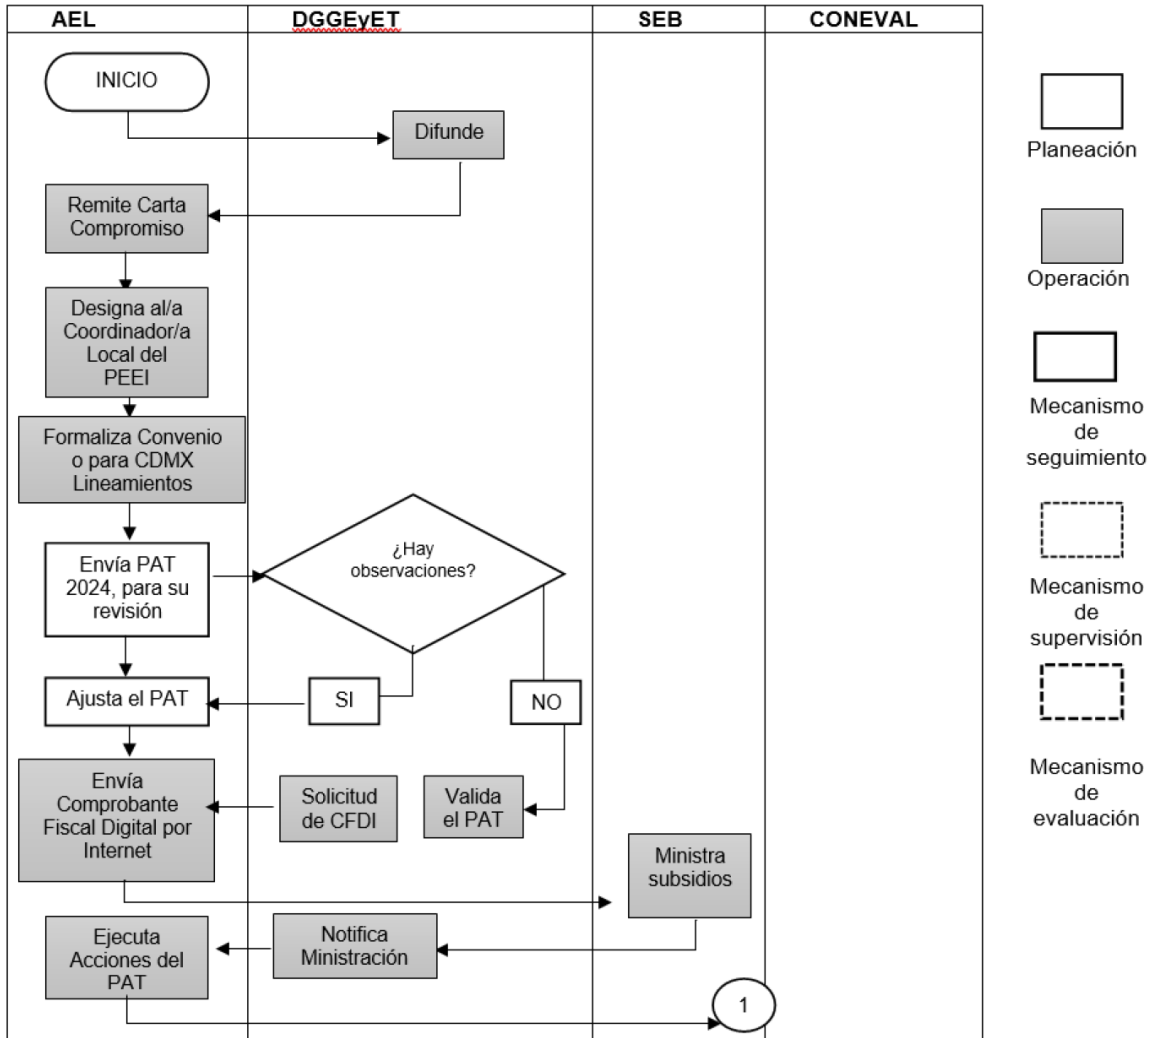 AEL
DGGEyET
SEB
CONEVAL
INICIO
Difunde
Remite Carta
Compromiso
Designa al/a
Coordinador/a
Local del
PEEI
Formaliza Convenio
o para CDMX
Lineamientos
Envía PAT
2024, para su
revisión
¿Hay
observaciones?
Ajusta el PAT
SI
NO
Envía
Comprobante
Fiscal Digital por
Internet
Solicitud
de CFDI
Valida
el PAT
Ministra
subsidios
Ejecuta
Acciones del
PAT
Notifica
Ministración
1
Planeación
Operación
Mecanismo
de
seguimiento
Mecanismo
de
supervisión
Mecanismo
de
evaluación